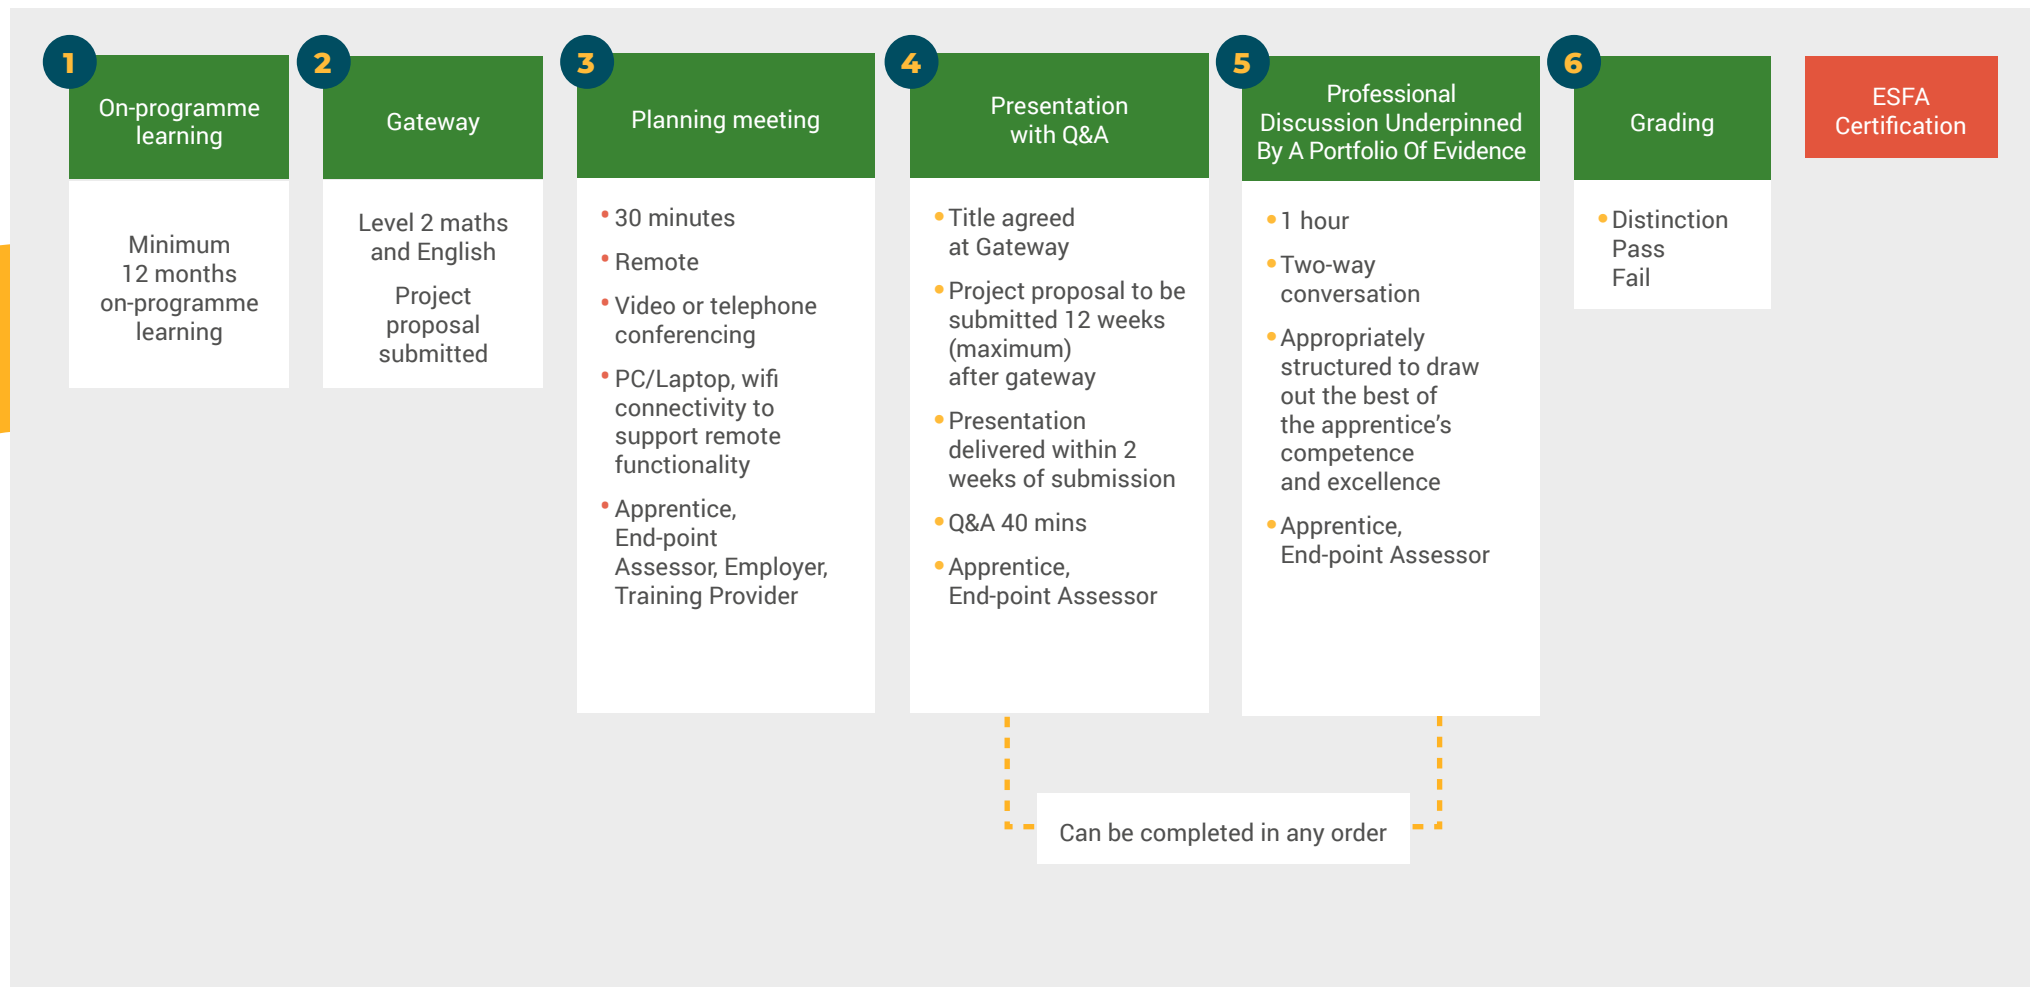 1
On-programme
learning
Minimum
12 months
on-programme
learning
2
Gateway
Level 2 maths
and English
Project
proposal
submitted
3
Planning meeting
• 30 minutes
• Remote
• Video or telephone
conferencing
• PC/Laptop, wifi
connectivity to
support remote
functionality
• Apprentice,
End-point
Assessor, Employer,
Training Provider
4
Presentation
with Q&A
• Title agreed
at Gateway
• Project proposal to be
submitted 12 weeks
(maximum)
after gateway
• Presentation
delivered within 2
weeks of submission
• Q&A 40 mins
• Apprentice,
End-point Assessor
5
Professional
Discussion Underpinned
By A Portfolio Of Evidence
• 1 hour
• Two-way
conversation
• Appropriately
structured to draw
out the best of
the apprentice's
competence
and excellence
• Apprentice,
End-point Assessor
6
Grading
• Distinction
Pass
Fail
ESFA
Certification
Can be completed in any order